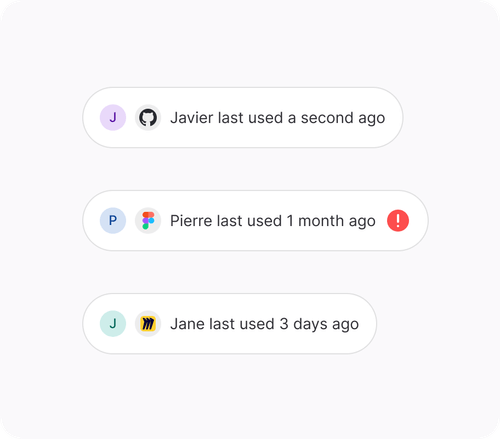 J Javier last used a second ago
P Pierre last used 1 month ago !
J Jane last used 3 days ago